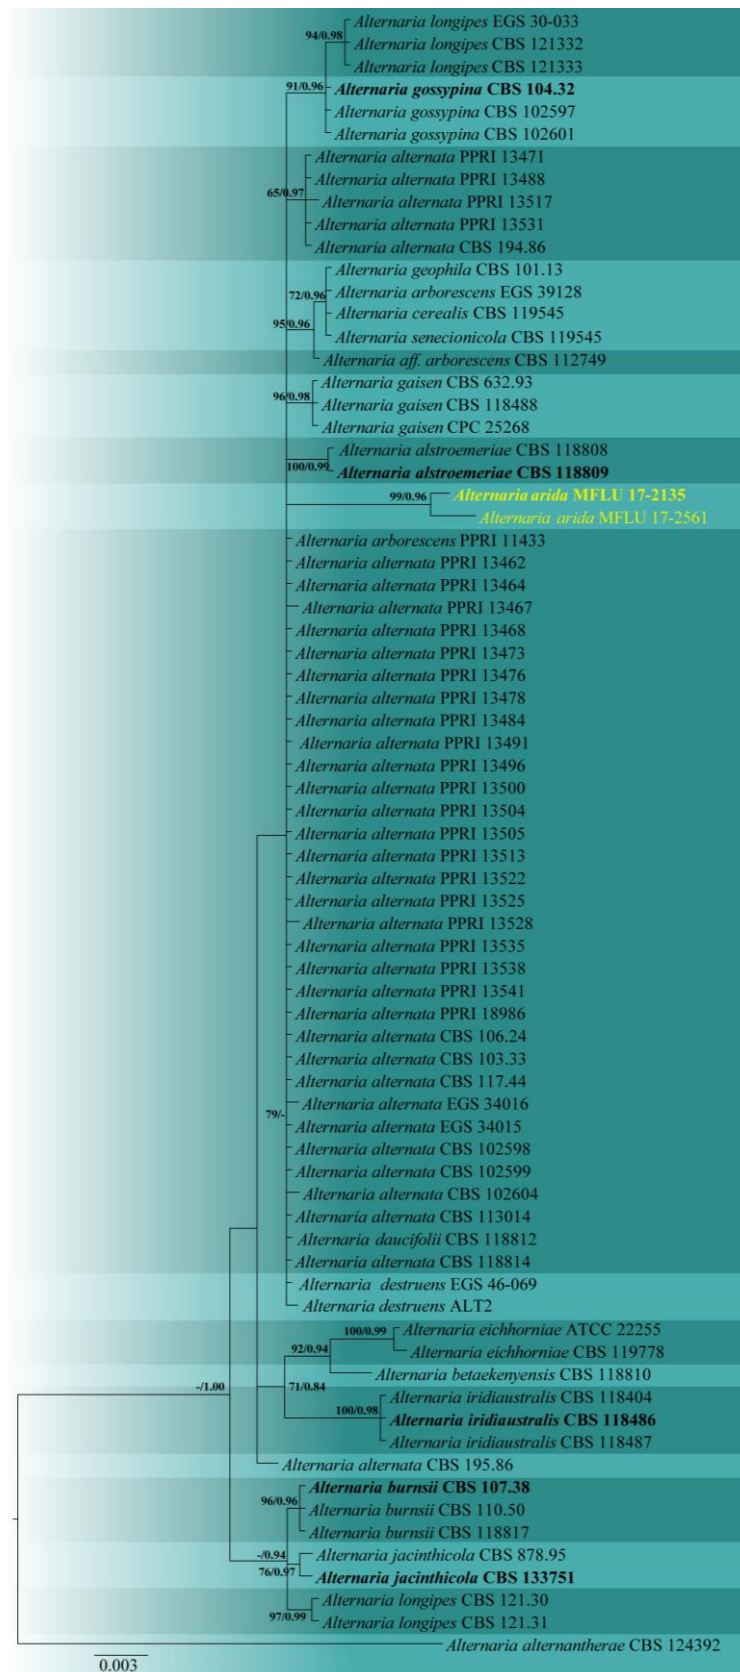 Alternaria longipes EGS 30-033
94/0.98
Alternaria longipes CBS 121332
Alternaria longipes CBS 121333
91/0.96
Alternaria gossypina CBS 104.32
Alternaria gossypina CBS 102597
Alternaria gossypina CBS 102601
Alternaria alternata PPRI 13471
Alternaria alternata PPRI 13488
65/0.97
Alternaria alternata PPRI 13517
Alternaria alternata PPRI 13531
Alternaria alternata CBS 194.86
Alternaria geophila CBS 101.13
72/0.96
Alternaria arborescens EGS 39128
Alternaria cerealis CBS 119545
95/0.96
Alternaria senecionicola CBS 119545
Alternaria aff. arborescens CBS 112749
Alternaria gaisen CBS 632.93
96/0.98
Alternaria gaisen CBS 118488
Alternaria gaisen CPC 25268
Alternaria alstroemeriae CBS 118808
100/0.99
Alternaria alstroemeriae CBS 118809
99/0.96
Alternaria arida MFLU 17-2135
Alternaria arida MFLU 17-2561
Alternaria arborescens PPRI 11433
Alternaria alternata PPRI 13462
Alternaria alternata PPRI 13464
Alternaria alternata PPRI 13467
Alternaria alternata PPRI 13468
Alternaria alternata PPRI 13473
Alternaria alternata PPRI 13476
Alternaria alternata PPRI 13478
Alternaria alternata PPRI 13484
Alternaria alternata PPRI 13491
Alternaria alternata PPRI 13496
Alternaria alternata PPRI 13500
Alternaria alternata PPRI 13504
Alternaria alternata PPRI 13505
Alternaria alternata PPRI 13513
Alternaria alternata PPRI 13522
Alternaria alternata PPRI 13525
Alternaria alternata PPRI 13528
Alternaria alternata PPRI 13535
Alternaria alternata PPRI 13538
Alternaria alternata PPRI 13541
Alternaria alternata PPRI 18986
Alternaria alternata CBS 106.24
Alternaria alternata CBS 103.33
Alternaria alternata CBS 117.44
79/-
Alternaria alternata EGS 34016
Alternaria alternata EGS 34015
Alternaria alternata CBS 102598
Alternaria alternata CBS 102599
Alternaria alternata CBS 102604
Alternaria alternata CBS 113014
Alternaria daucifolii CBS 118812
Alternaria alternata CBS 118814
Alternaria destruens EGS 46-069
Alternaria destruens ALT2
100/0.99
Alternaria eichhorniae ATCC 22255
92/0.94
Alternaria eichhorniae CBS 119778
Alternaria betaekenyensis CBS 118810
-/1.00
71/0.84
Alternaria iridiaustralis CBS 118404
100/0.98
Alternaria iridiaustralis CBS 118486
Alternaria iridiaustralis CBS 118487
Alternaria alternata CBS 195.86
Alternaria burnsii CBS 107.38
96/0.96
Alternaria burnsii CBS 110.50
Alternaria burnsii CBS 118817
-/0.94
Alternaria jacinthicola CBS 878.95
76/0.97
Alternaria jacinthicola CBS 133751
Alternaria longipes CBS 121.30
97/0.99
Alternaria longipes CBS 121.31
Alternaria alternantherae CBS 124392
0.003